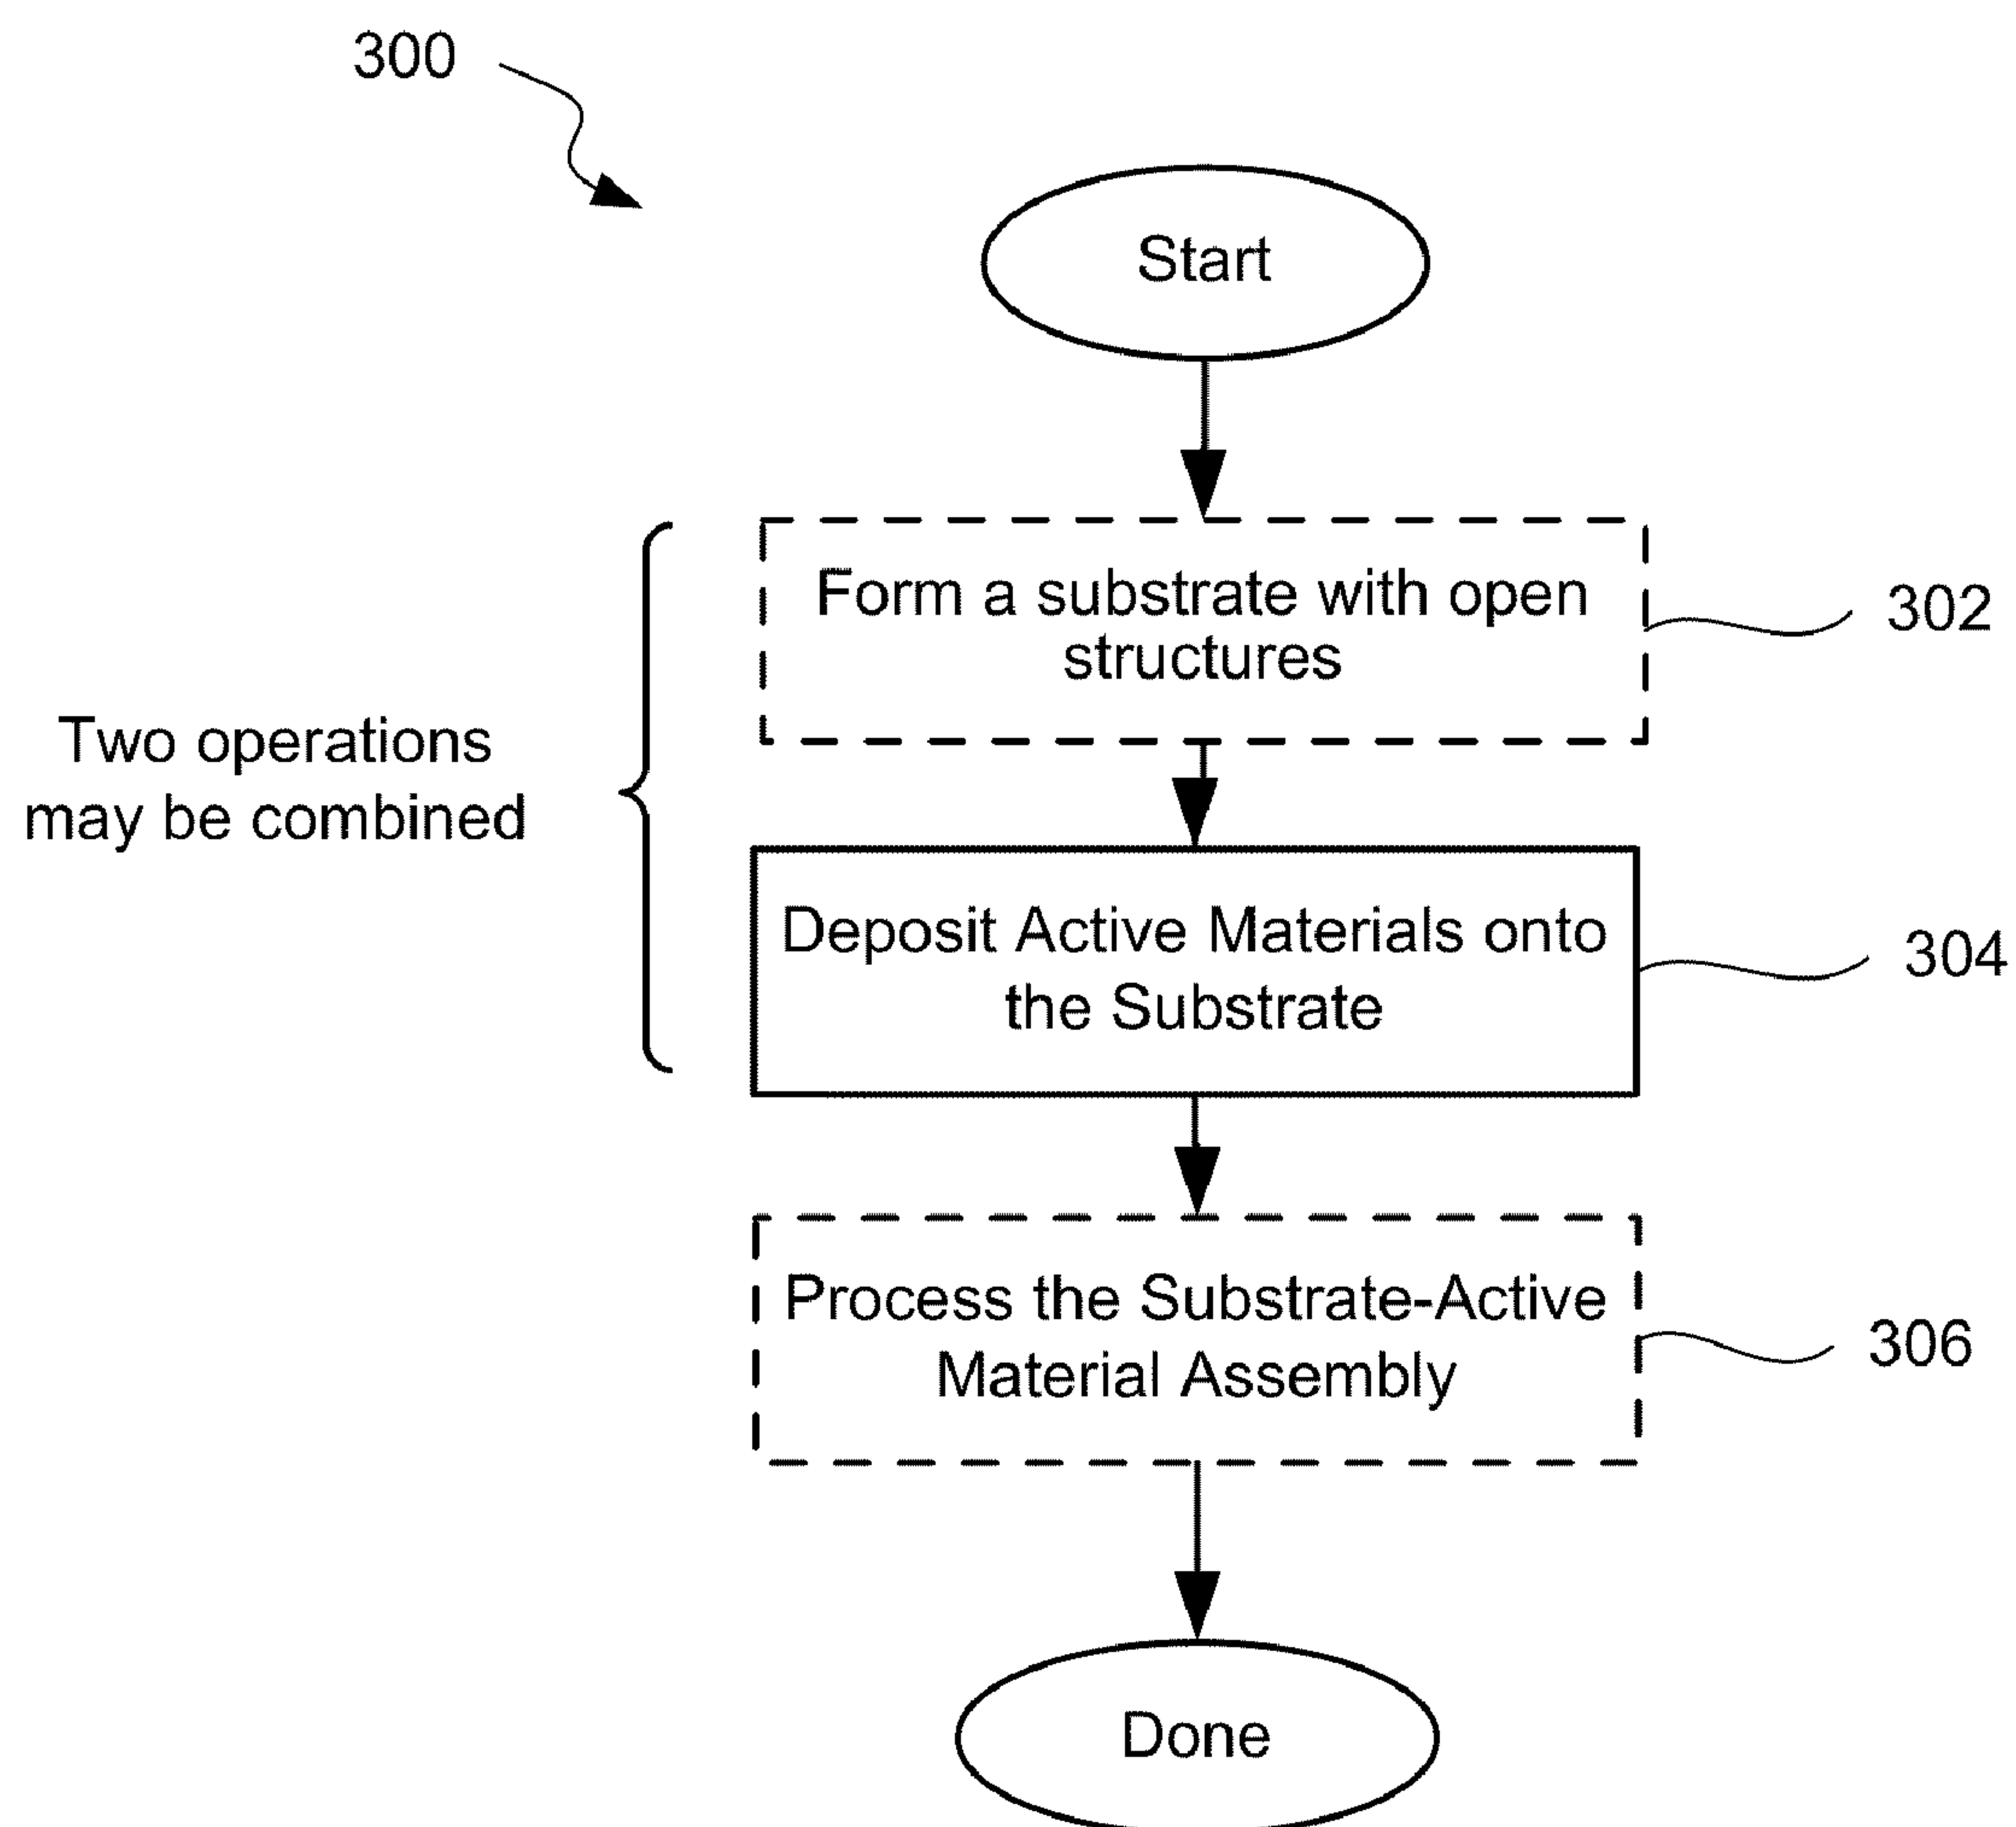 300
Start
Form a substrate with open
structures
302
Two operations
may be combined
Deposit Active Materials onto
the Substrate
304
Process the Substrate-Active
Material Assembly
306
Done